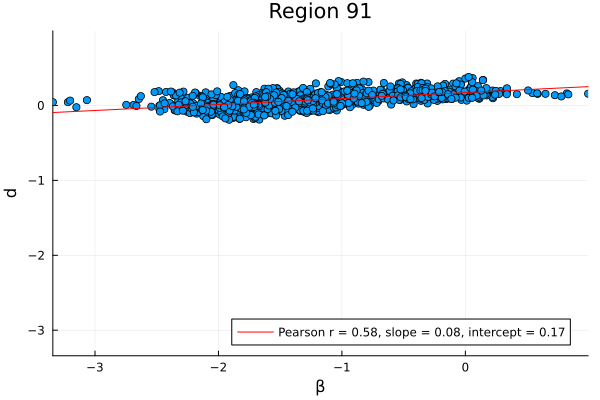 Region 91
0
−1
−2
−3
d
Pearson r = 0.58, slope = 0.08, intercept = 0.17
−3
−2
−1
0
β